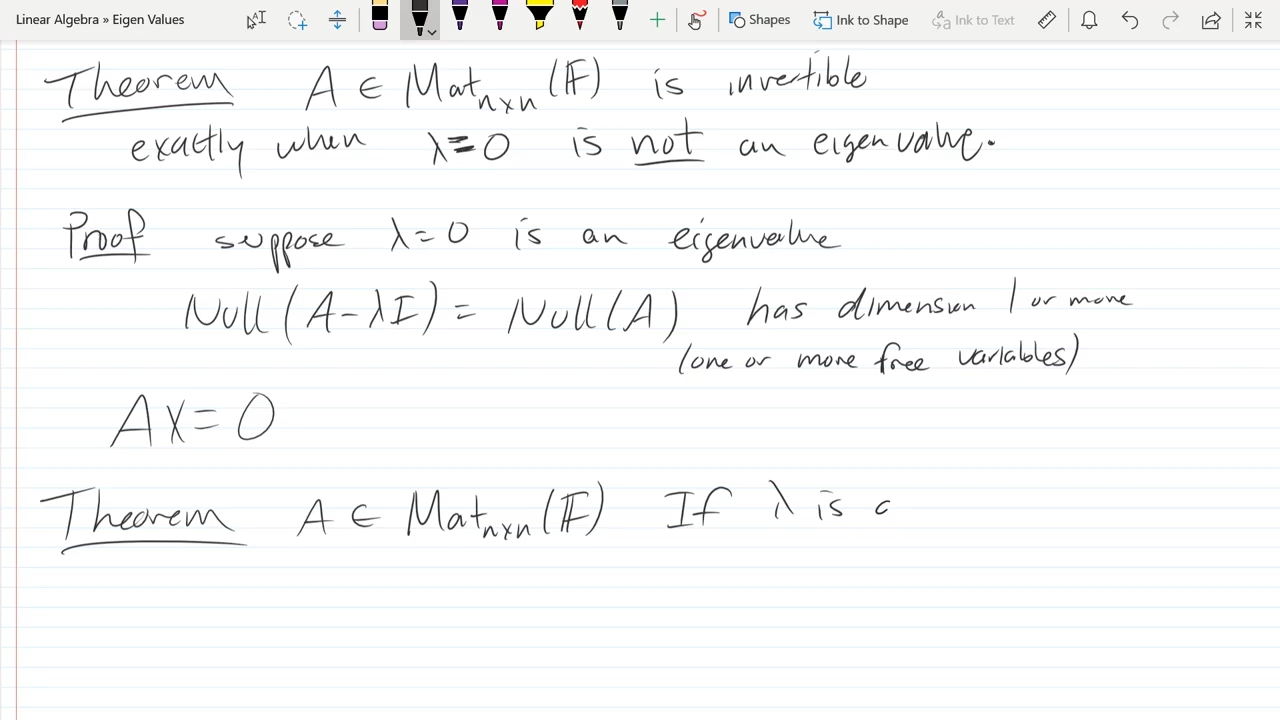 Linear Algebra » Eigen Values
Shapes
Ink to Shape
Ink to Text
Theorem A ∈ Matₙₓₙ(𝔽) is invertible
exactly when λ=0 is not an eigenvalue.
Proof suppose λ=0 is an eigenvalue
Null(A-λI) = Null(A) has dimension 1 or more
(one or more free variables)
Ax=0
Theorem A ∈ Matₙₓₙ(𝔽) If λ is a